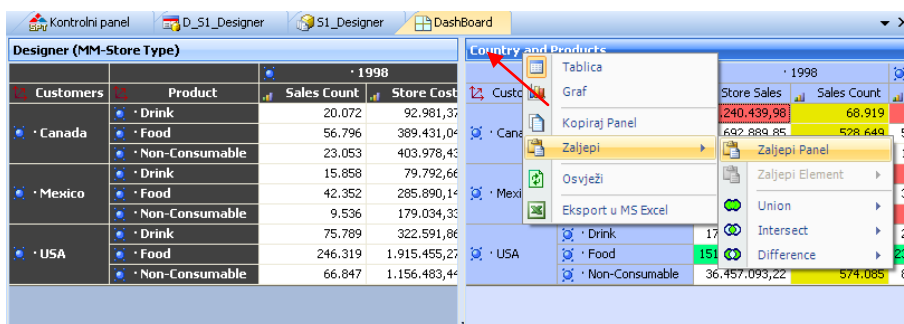 Kontrolni panel D_S1_Designer S1_Designer DashBoard
Designer (MM-Store Type) Country and Products
1998 1998
Customers Product Sales Count Store Cost Store Sales Sales Count
Drink 20.072 92.981,37 .240.439,98 68.919
Canada Food 56.796 389.431,04 692.889,85 528.649
Non-Consumable 23.053 403.978,43
Drink 15.858 79.792,66
Mexico Food 42.352 285.890,14
Non-Consumable 9.536 179.034,33
Drink 75.789 322.591,86 Drink 17
USA Food 246.319 1.915.455,27 USA Food 151
Non-Consumable 66.847 1.156.483,44 Non-Consumable 36.457.093,22 574.085
Tablica
Graf
Kopiraj Panel
Zaljepi
Osvježi
Eksport u MS Excel
Zaljepi Panel
Zaljepi Element
Union
Intersect
Difference